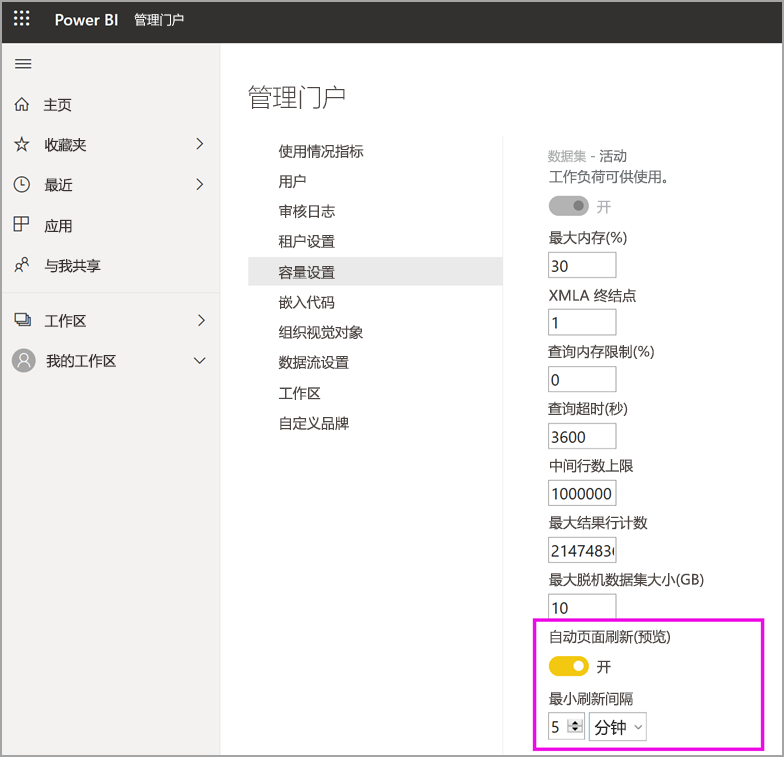 Power BI 管理门户
主页
收藏夹
最近
应用
与我共享
工作区
我的工作区
管理门户
使用情况指标
用户
审核日志
租户设置
容量设置
嵌入代码
组织视觉对象
数据流设置
工作区
自定义品牌
数据集 - 活动
工作负荷可供使用。
开
最大内存(%)
30
XMLA 终结点
1
查询内存限制(%)
0
查询超时(秒)
3600
中间行数上限
1000000
最大结果行计数
2147483
最大脱机数据集大小(GB)
10
自动页面刷新(预览)
开
最小刷新间隔
5 分钟